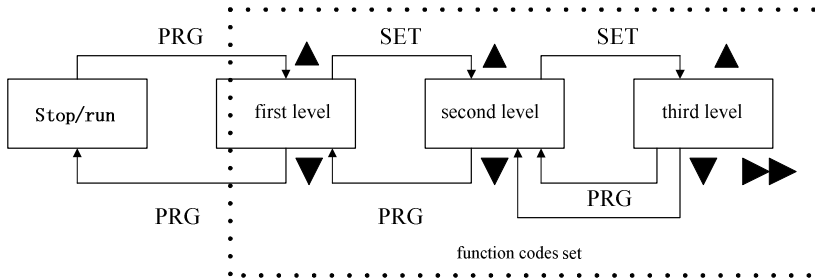 PRG
SET
SET
Stop/run
first level
second level
third level
PRG
PRG
PRG
function codes set